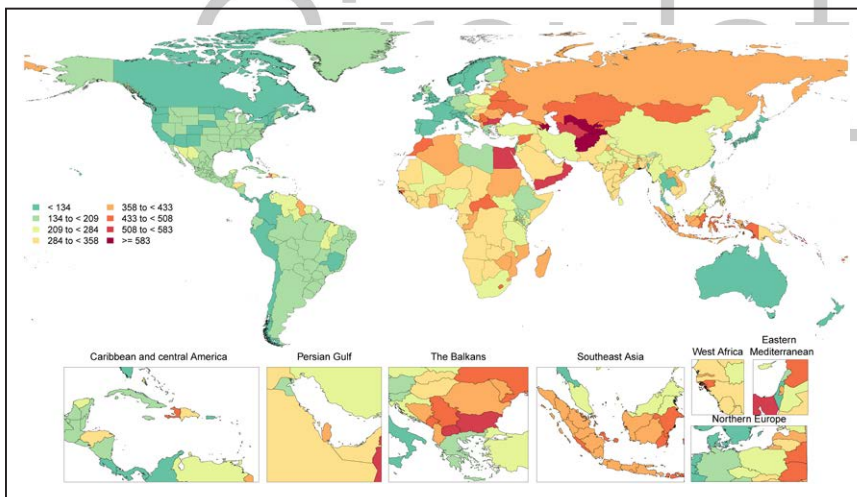 < 134
134 to < 209
209 to < 284
284 to < 358
358 to < 433
433 to < 508
508 to < 583
>= 583
Caribbean and central America
Persian Gulf
The Balkans
Southeast Asia
West Africa
Eastern
Mediterranean
Northern Europe